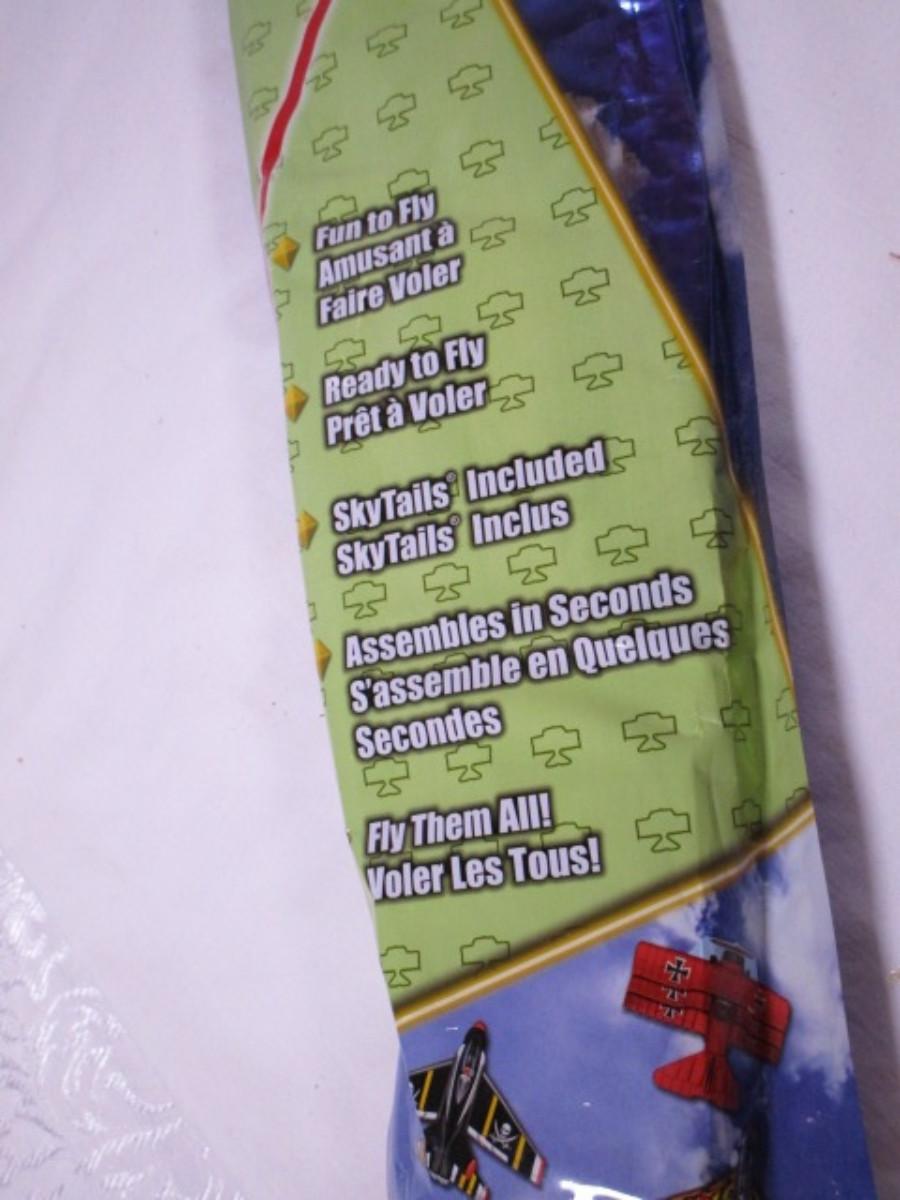 Fun to Fly
Amusant à
Faire Voler
Ready to Fly
Prêt à Voler
SkyTails® Included
SkyTails® Inclus
Assembles in Seconds
S'assemble en Quelques
Secondes
Fly Them All!
Voler Les Tous!